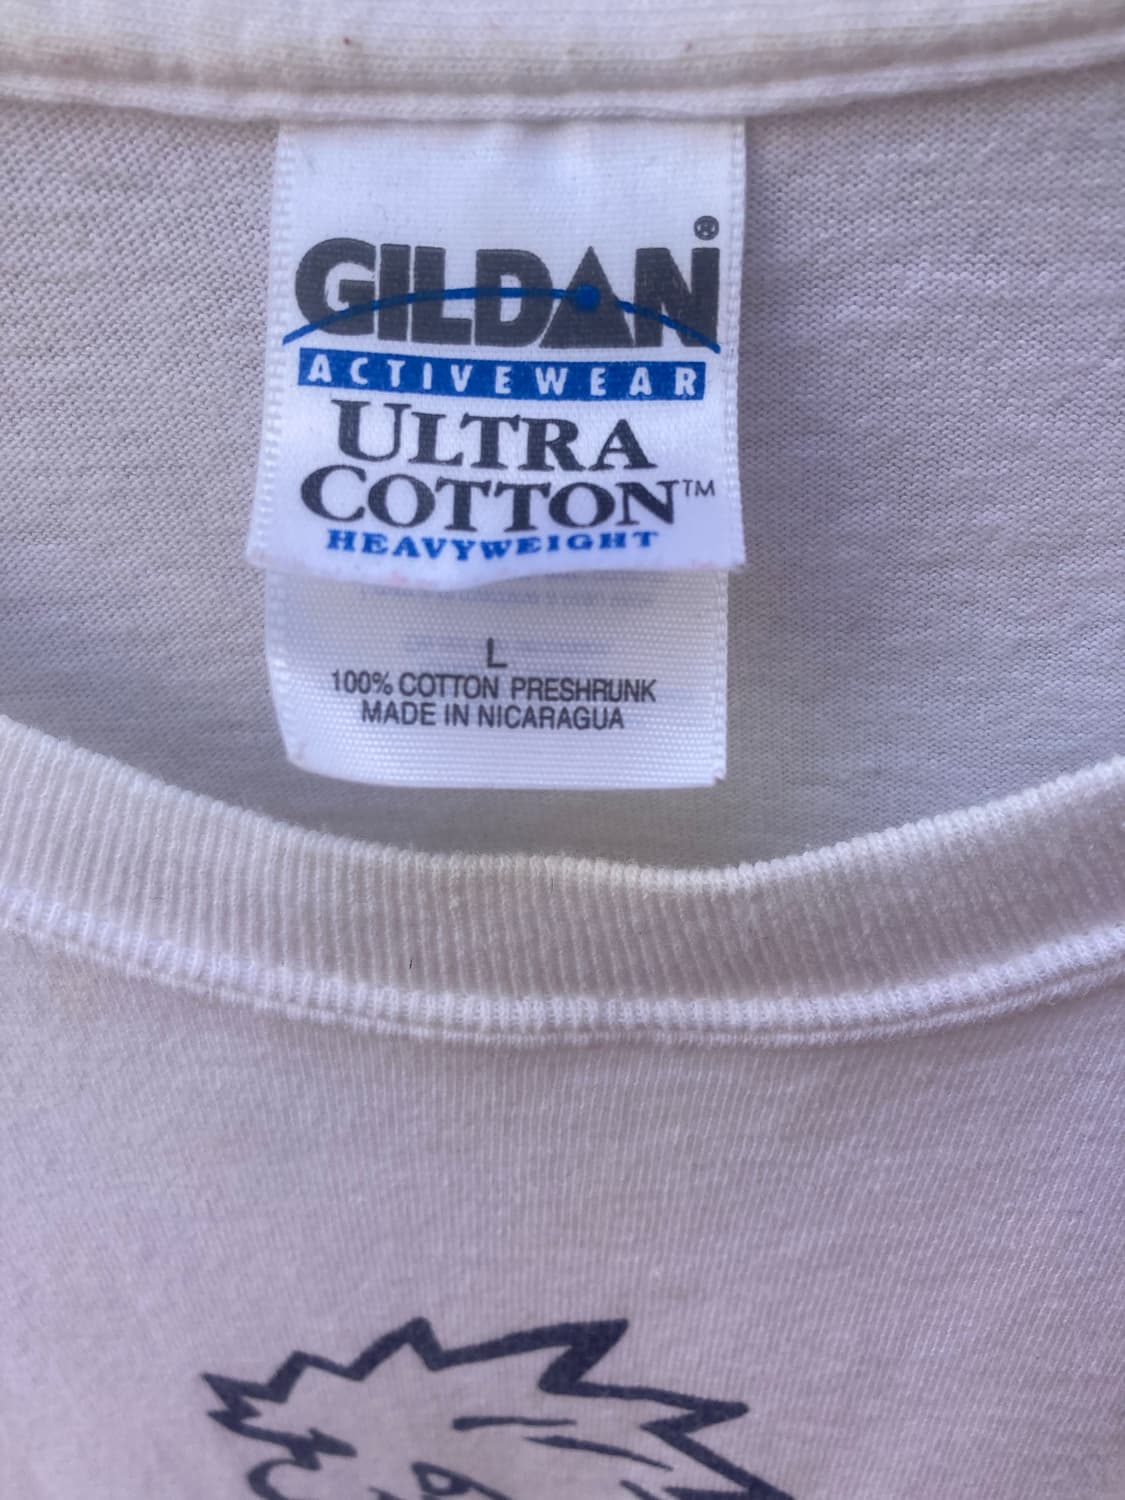 GILDAN®
ACTIVEWEAR
ULTRA
COTTON™
HEAVYWEIGHT
L
100% COTTON PRESHRUNK
MADE IN NICARAGUA